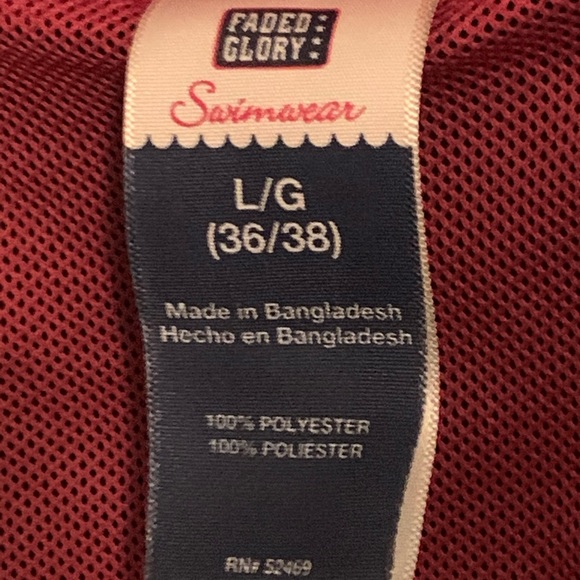 FADED
GLORY
Swimwear
L/G
(36/38)
Made in Bangladesh
Hecho en Bangladesh
100% POLYESTER
100% POLIESTER
RN# 52469